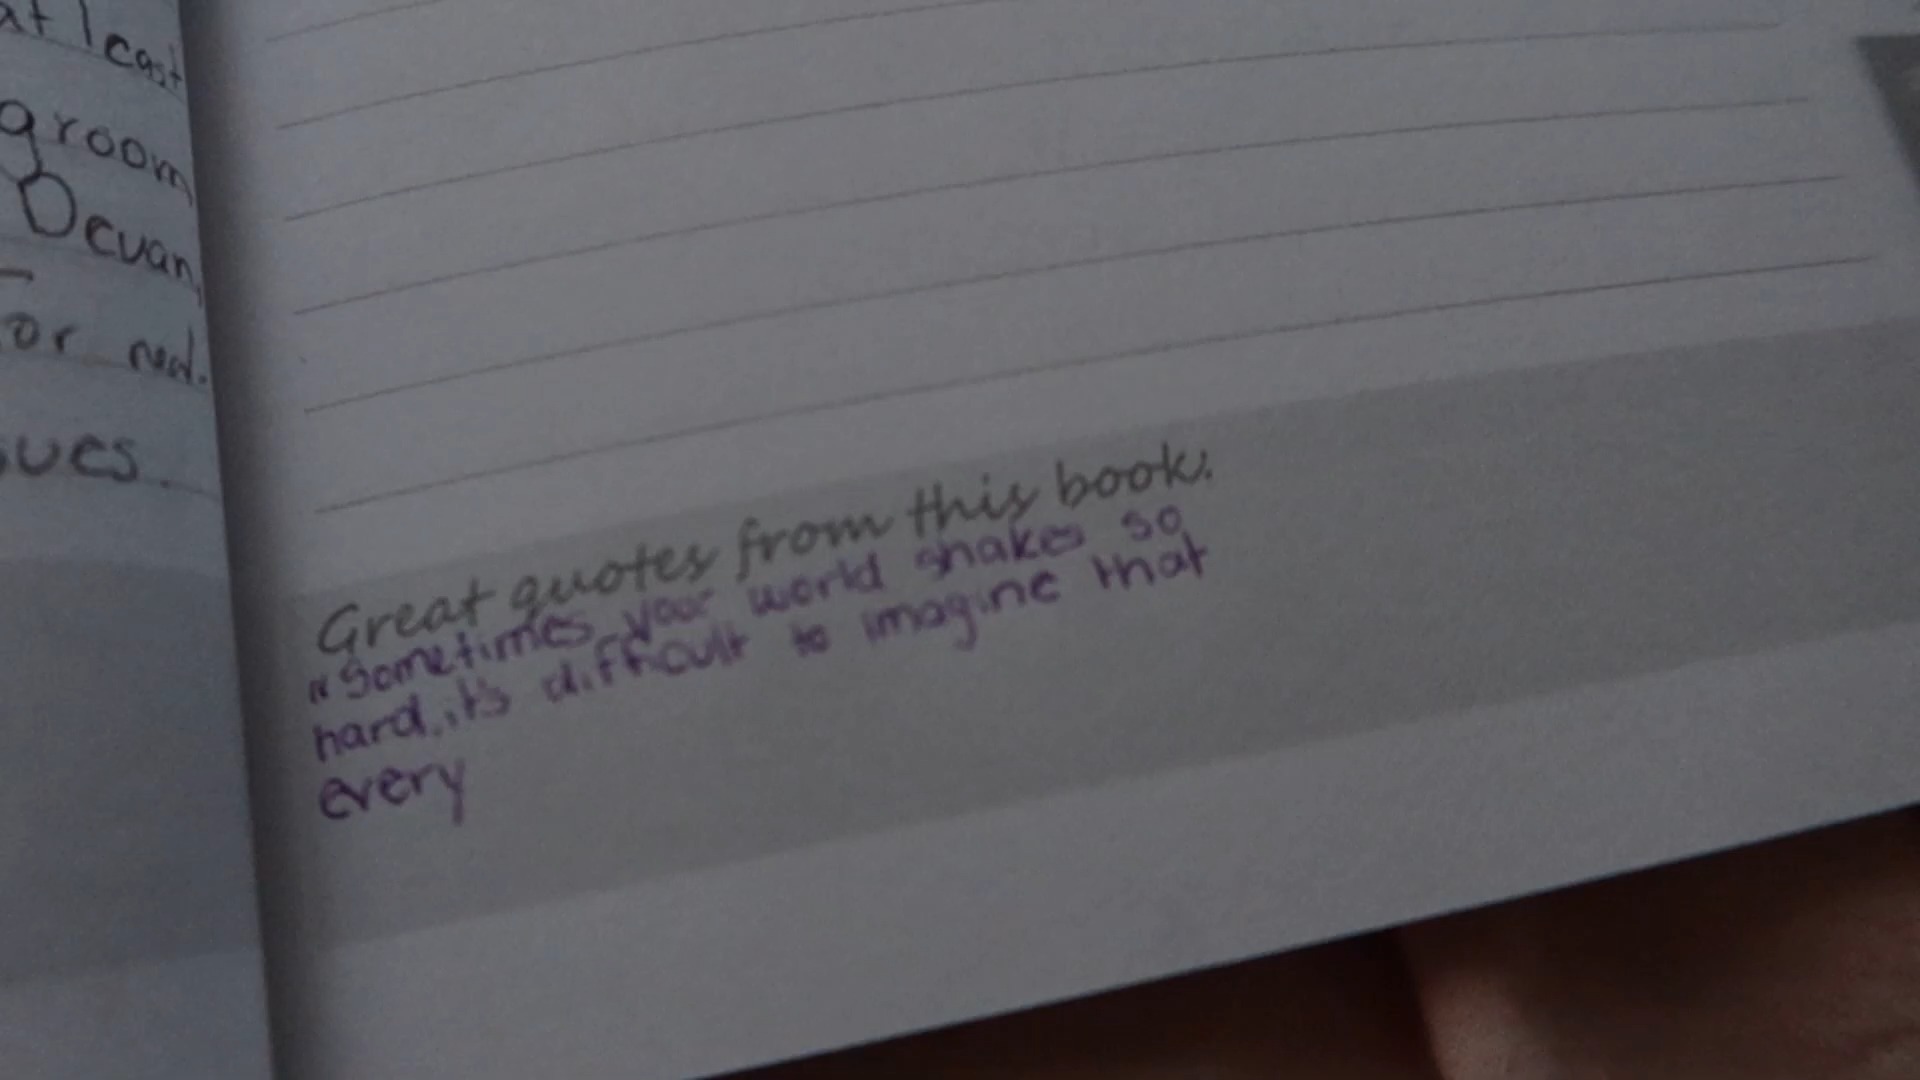 at least
groom
Devan,
or red.
ues
Great quotes from this book:
"Sometimes your world shakes so
hard, it's difficult to imagine that
every